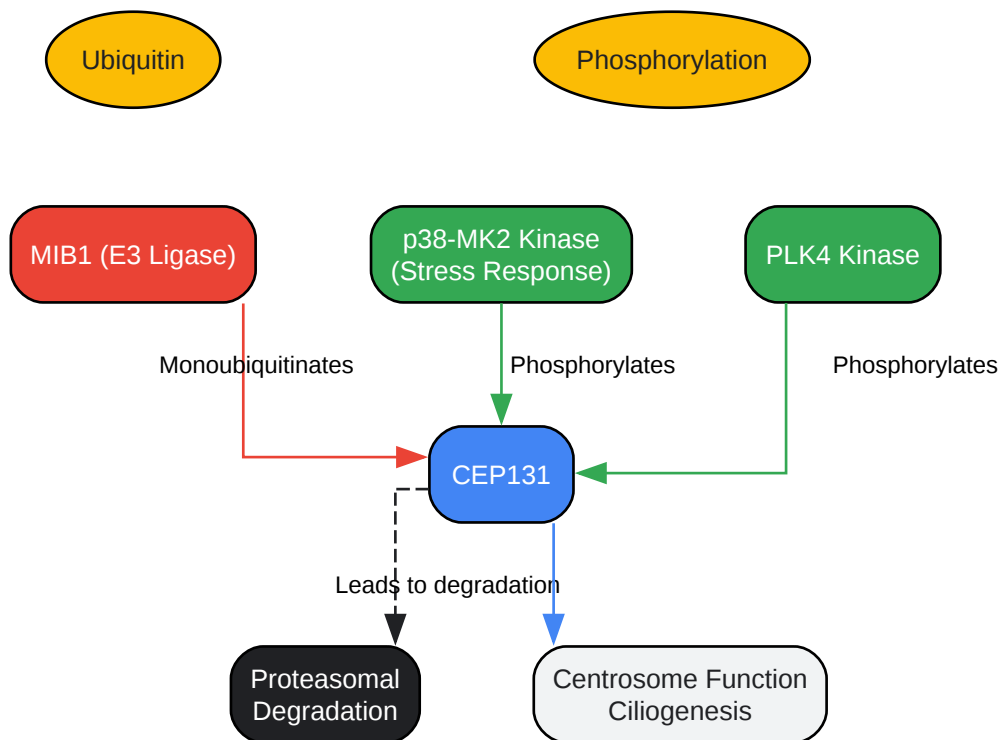 Ubiquitin
Phosphorylation
MIB1 (E3 Ligase)
p38-MK2 Kinase
(Stress Response)
PLK4 Kinase
Monoubiquitinates
Phosphorylates
Phosphorylates
CEP131
Leads to degradation
Proteasomal
Degradation
Centrosome Function
Ciliogenesis